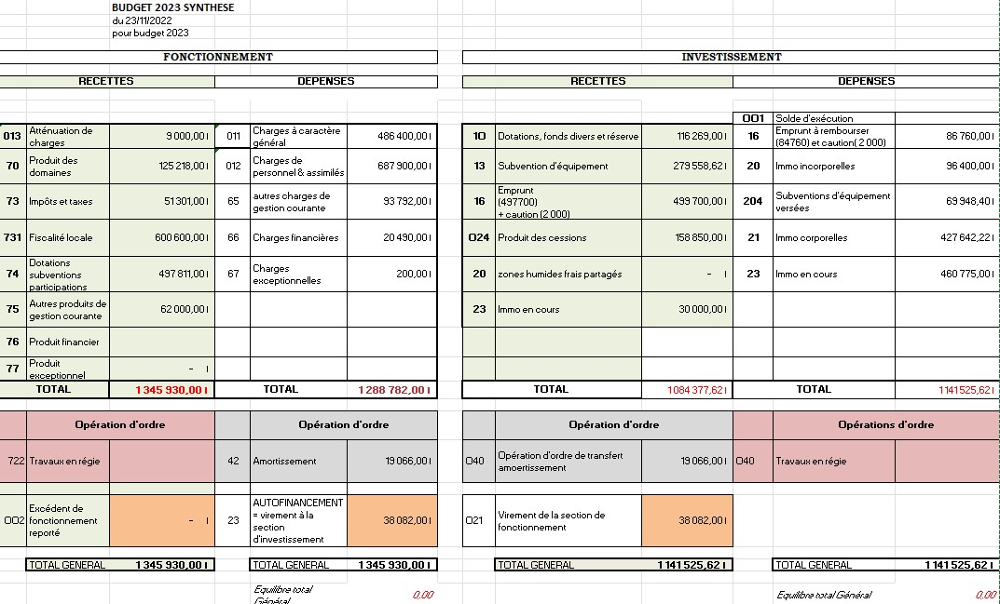 BUDGET 2023 SYNTHESE
du 23/11/2022
pour budget 2023
FONCTIONNEMENT INVESTISSEMENT
RECETTES DEPENSES RECETTES DEPENSES
001 Solde d'exécution
013 Atténuation de charges 9 000,00 ı 011 Charges à caractère général 486 400,00 ı 10 Dotations, fonds divers et réserve 116 269,00 ı 16 Emprunt à rembourser (84760) et caution( 2 000) 86 760,00 ı
70 Produit des domaines 125 218,00 ı 012 Charges de personnel & assimilés 687 900,00 ı 13 Subvention d'équipement 279 558,62 ı 20 Immo incorporelles 96 400,00 ı
73 Impôts et taxes 51 301,00 ı 65 autres charges de gestion courante 93 792,00 ı 16 Emprunt (497700) + caution (2 000) 499 700,00 ı 204 Subventions d'équipement versées 69 948,40 ı
731 Fiscalité locale 600 600,00 ı 66 Charges financières 20 490,00 ı 024 Produit des cessions 158 850,00 ı 21 Immo corporelles 427 642,22 ı
74 Dotations subventions participations 497 811,00 ı 67 Charges exceptionnelles 200,00 ı 20 zones humides frais partagés - ı 23 Immo en cours 460 775,00 ı
75 Autres produits de gestion courante 62 000,00 ı 23 Immo en cours 30 000,00 ı
76 Produit financier
77 Produit exceptionnel - ı
TOTAL 1 345 930,00 ı TOTAL 1 288 782,00 ı TOTAL 1 084 377,62 ı TOTAL 1 141 525,62 ı
Opération d'ordre Opération d'ordre Opération d'ordre Opérations d'ordre
722 Travaux en régie 42 Amortissement 19 066,00 ı 040 Opération d'ordre de transfert amoertissement 19 066,00 ı 040 Travaux en régie
002 Excédent de fonctionnement reporté - ı 23 AUTOFINANCEMENT = virement à la section d'investissement 38 082,00 ı 021 Virement de la section de fonctionnement 38 082,00 ı
TOTAL GENERAL 1 345 930,00 ı TOTAL GENERAL 1 345 930,00 ı TOTAL GENERAL 1 141 525,62 ı TOTAL GENERAL 1 141 525,62 ı
Equilibre total Général 0,00 Equilibre total Général 0,00